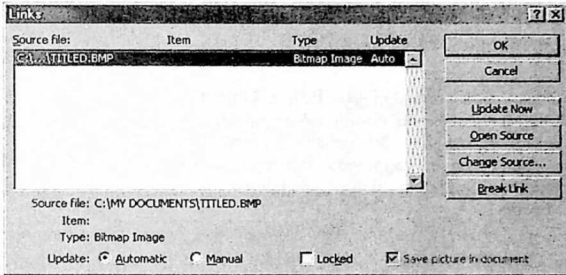 Links
Source file: Item Type Update
C:\...\TITLED.BMP Bitmap Image Auto
OK
Cancel
Update Now
Open Source
Change Source...
Break Link
Source file: C:\MY DOCUMENTS\TITLED.BMP
Item:
Type: Bitmap Image
Update: Automatic Manual Locked Save picture in document